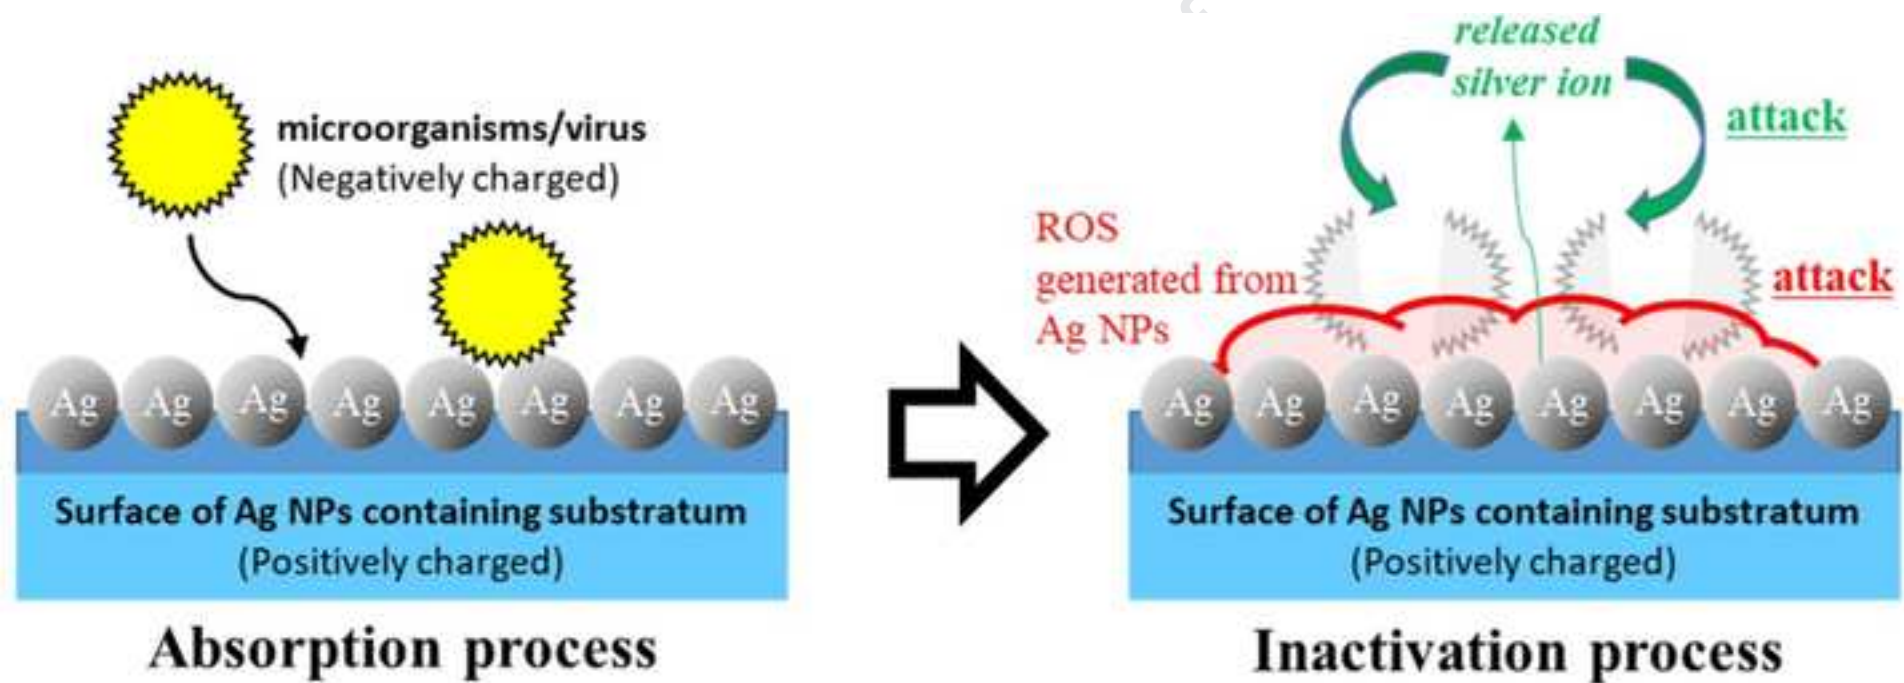 microorganisms/virus
(Negatively charged)
Ag Ag Ag Ag Ag Ag Ag Ag
Surface of Ag NPs containing substratum
(Positively charged)
Absorption process
released
silver ion
attack
ROS
generated from
Ag NPs
attack
Ag Ag Ag Ag Ag Ag Ag Ag
Surface of Ag NPs containing substratum
(Positively charged)
Inactivation process